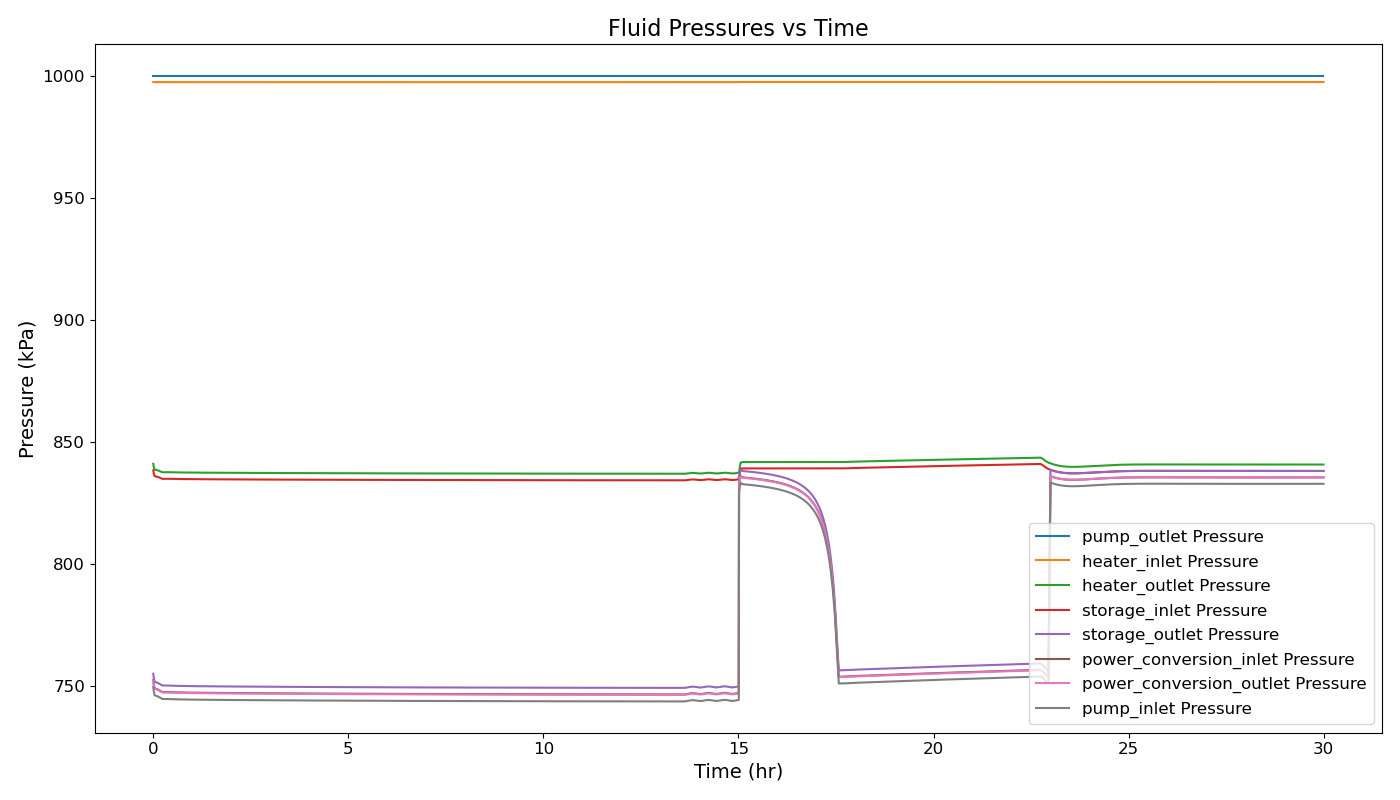 Fluid Pressures vs Time
Pressure (kPa)
1000
950
900
850
800
750
0 5 10 15 20 25 30
Time (hr)
pump_outlet Pressure
heater_inlet Pressure
heater_outlet Pressure
storage_inlet Pressure
storage_outlet Pressure
power_conversion_inlet Pressure
power_conversion_outlet Pressure
pump_inlet Pressure